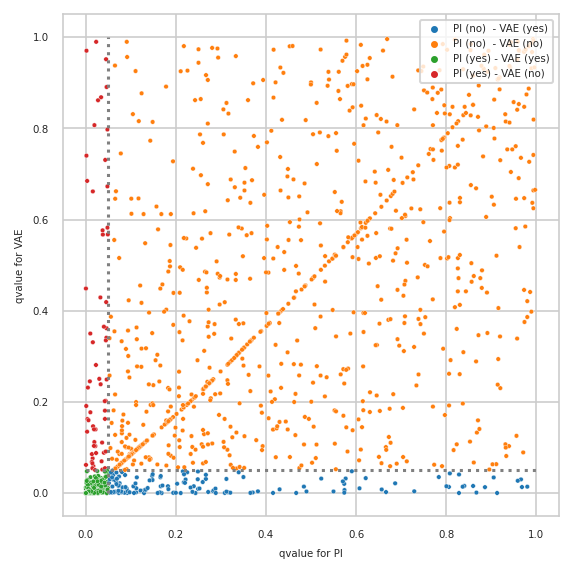 PI (no) - VAE (yes)
PI (no) - VAE (no)
PI (yes) - VAE (yes)
PI (yes) - VAE (no)
1.0
0.8
0.6
0.4
0.2
0.0
qvalue for VAE
0.0 0.2 0.4 0.6 0.8 1.0
qvalue for PI